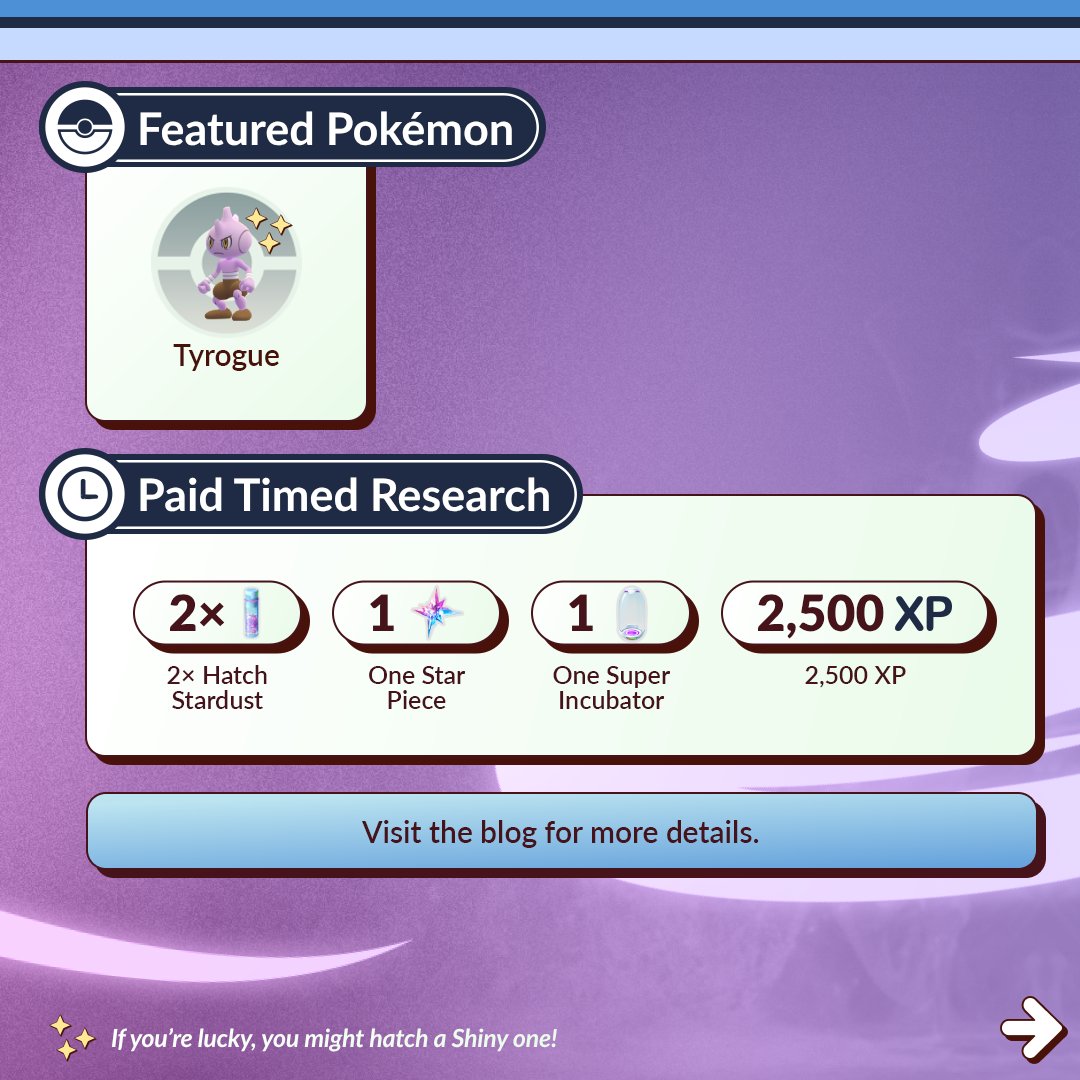 Featured Pokémon
Tyrogue
Paid Timed Research
2×
1
1
2,500 XP
2× Hatch
Stardust
One Star
Piece
One Super
Incubator
2,500 XP
Visit the blog for more details.
If you're lucky, you might hatch a Shiny one!